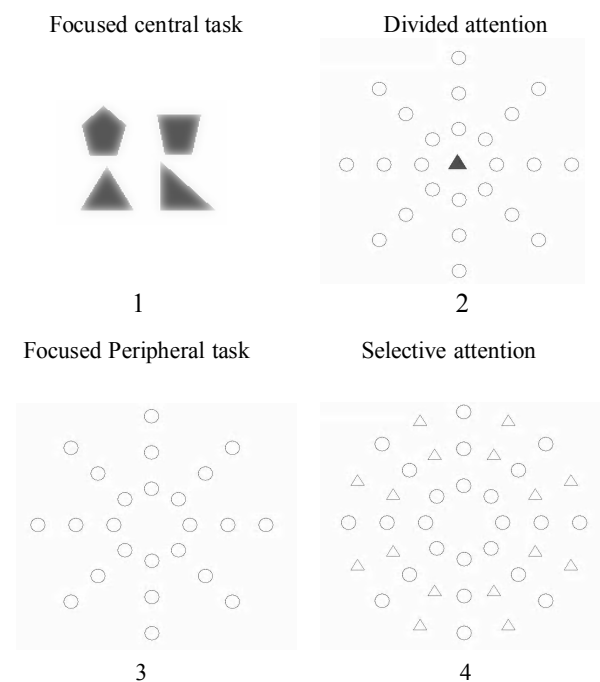 Focused central task
Divided attention
1
2
Focused Peripheral task
Selective attention
3
4